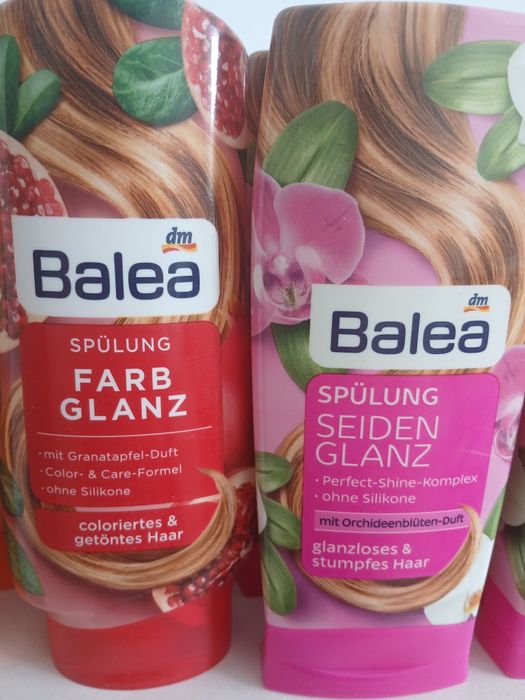 dm
Balea
SPÜLUNG
FARB
GLANZ
· mit Granatapfel-Duft
· Color- & Care-Formel
· ohne Silikone
coloriertes &
getöntes Haar
dm
Balea
SPÜLUNG
SEIDEN
GLANZ
· Perfect-Shine-Komplex
· ohne Silikone
mit Orchideenblüten-Duft
glanzloses &
stumpfes Haar